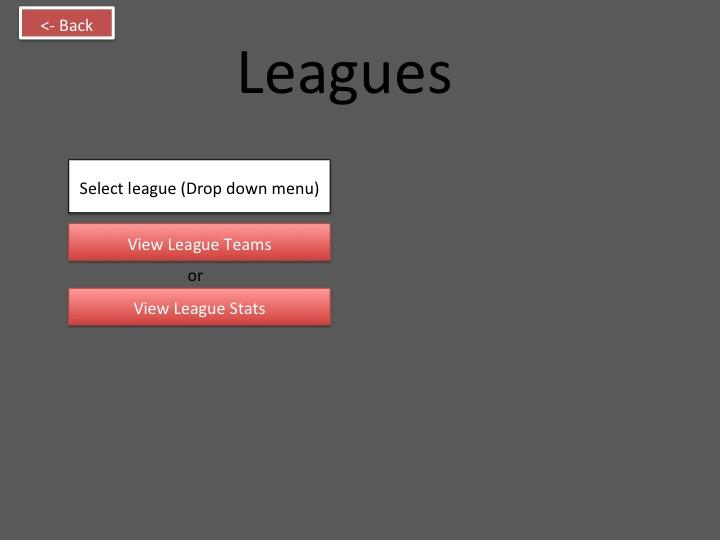 <- Back
Leagues
Select league (Drop down menu)
View League Teams
or
View League Stats